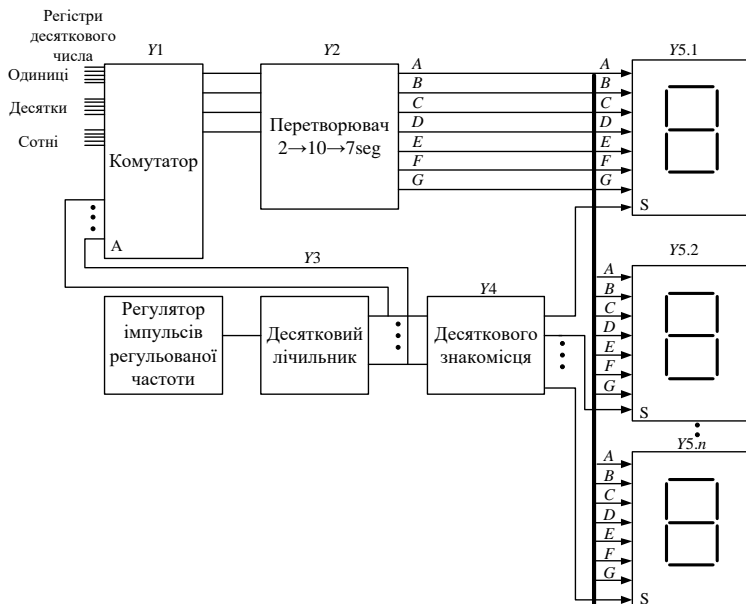 Регістри
десяткового
числа
Одиниці
Десятки
Сотні
Y1
Комутатор
A
Y2
Перетворювач
2→10→7seg
A
B
C
D
E
F
G
Y3
Регулятор
імпульсів
регульованої
частоти
Десятковий
лічильник
Y4
Десяткового
знакомісця
Y5.1
A
B
C
D
E
F
G
S
Y5.2
A
B
C
D
E
F
G
S
Y5.n
A
B
C
D
E
F
G
S